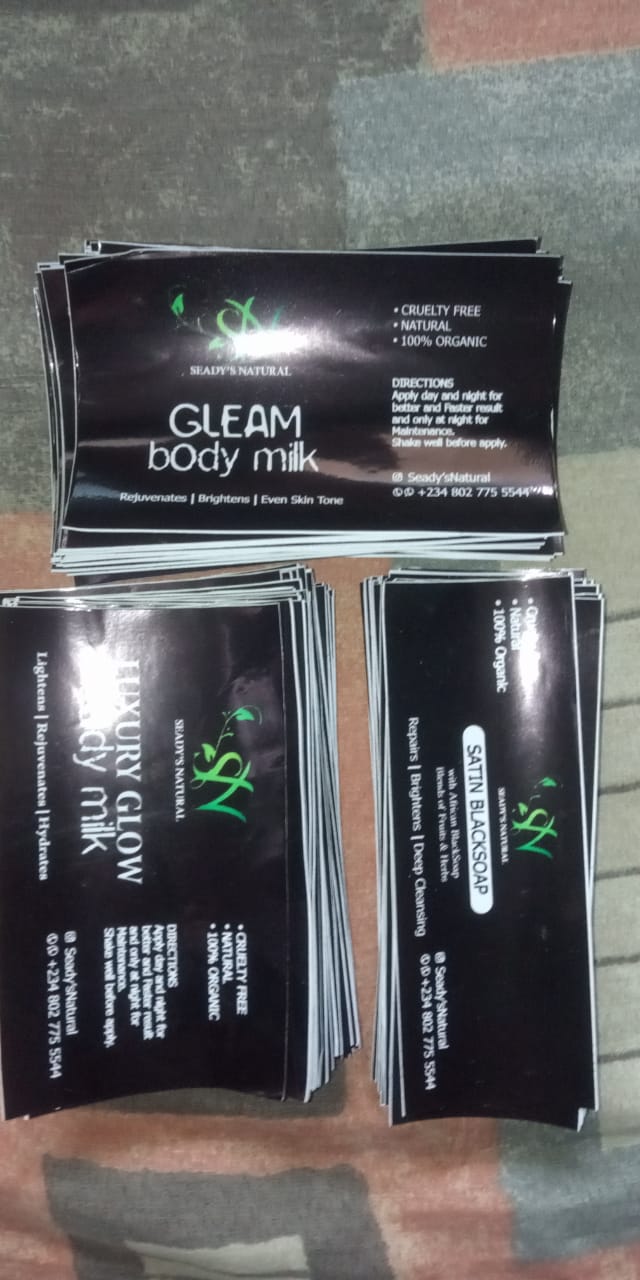 SEADY'S NATURAL
GLEAM
body milk
Rejuvenates | Brightens | Even Skin Tone
• CRUELTY FREE
• NATURAL
• 100% ORGANIC
DIRECTIONS
Apply day and night for
better and Faster result
and only at night for
Maintenance.
Shake well before apply.
Seady'sNatural
+234 802 775 5544
SEADY'S NATURAL
LUXURY GLOW
milk
Lightens | Rejuvenates | Hydrates
• CRUELTY FREE
• NATURAL
• 100% ORGANIC
DIRECTIONS
Apply day and night for
better and Faster result
and only at night for
Maintenance.
Shake well before apply.
Seady'sNatural
+234 802 775 5544
• Natural
• 100% Organic
SEADY'S NATURAL
SATIN BLACKSOAP
with African BlackSoap
Blends of Fruits & Herbs
Repairs | Brightens | Deep Cleansing
Seady'sNatural
+234 802 775 5544